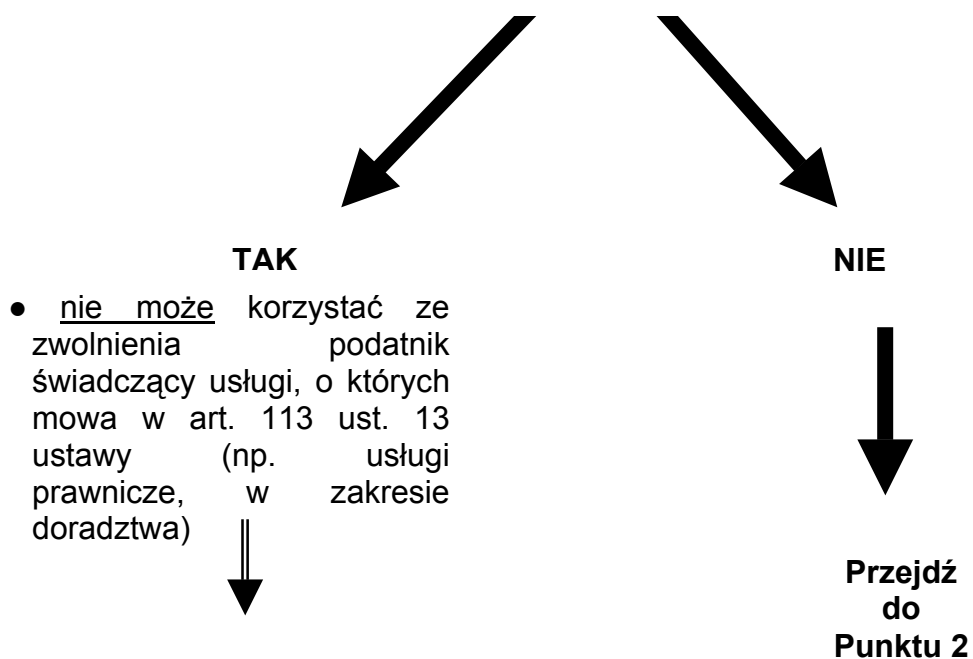 TAK
NIE
● nie może korzystać ze
zwolnienia podatnik
świadczący usługi, o których
mowa w art. 113 ust. 13
ustawy (np. usługi
prawnicze, w zakresie
doradztwa)
Przejdź
do
Punktu 2